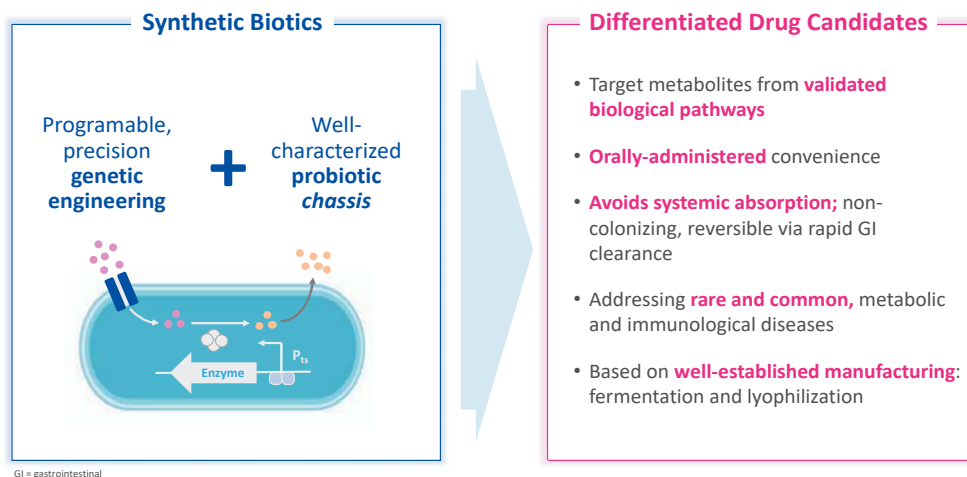 Synthetic Biotics
Programable,
precision
genetic
engineering
+
Well-
characterized
probiotic
chassis
Enzyme
Pts
GI = gastrointestinal
Differentiated Drug Candidates
• Target metabolites from validated
biological pathways
• Orally-administered convenience
• Avoids systemic absorption; non-
colonizing, reversible via rapid GI
clearance
• Addressing rare and common, metabolic
and immunological diseases
• Based on well-established manufacturing:
fermentation and lyophilization